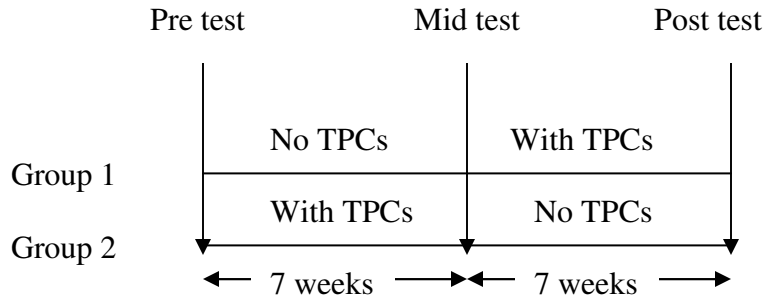 Pre test Mid test Post test
No TPCs With TPCs
Group 1
With TPCs No TPCs
Group 2
7 weeks 7 weeks